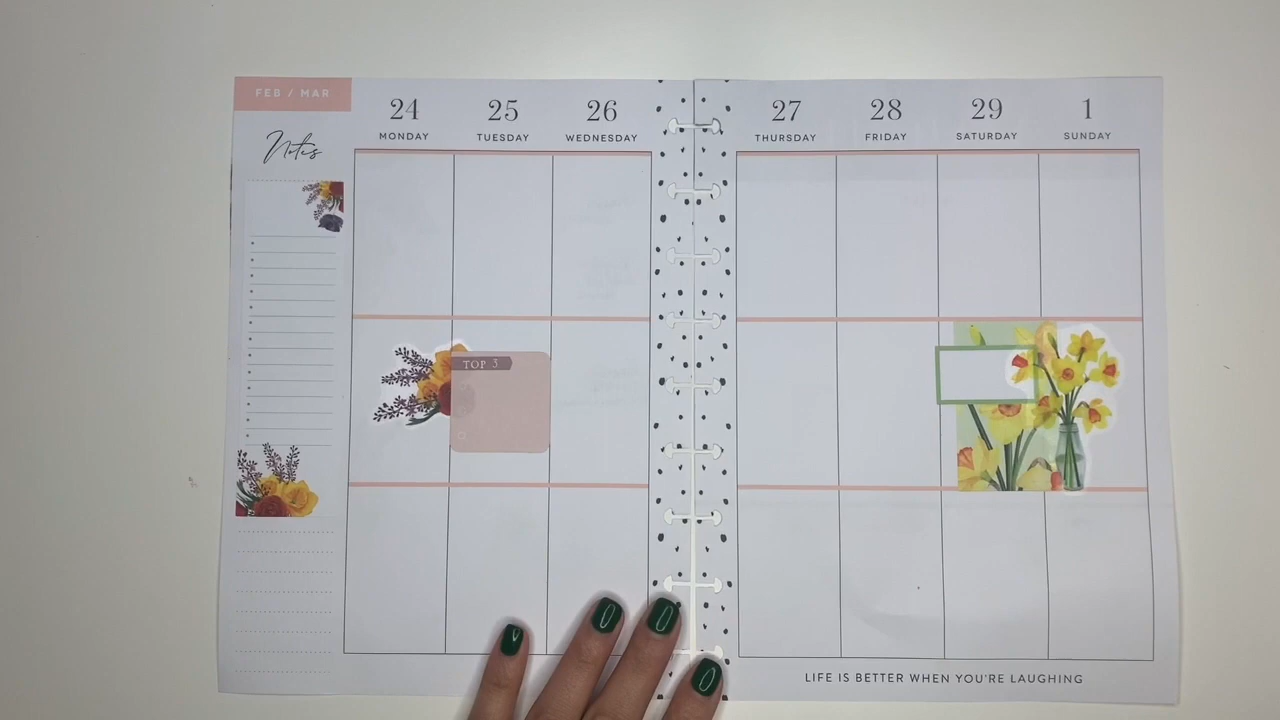 FEB / MAR
Notes
24
MONDAY
25
TUESDAY
26
WEDNESDAY
27
THURSDAY
28
FRIDAY
29
SATURDAY
1
SUNDAY
TOP 3
LIFE IS BETTER WHEN YOU'RE LAUGHING